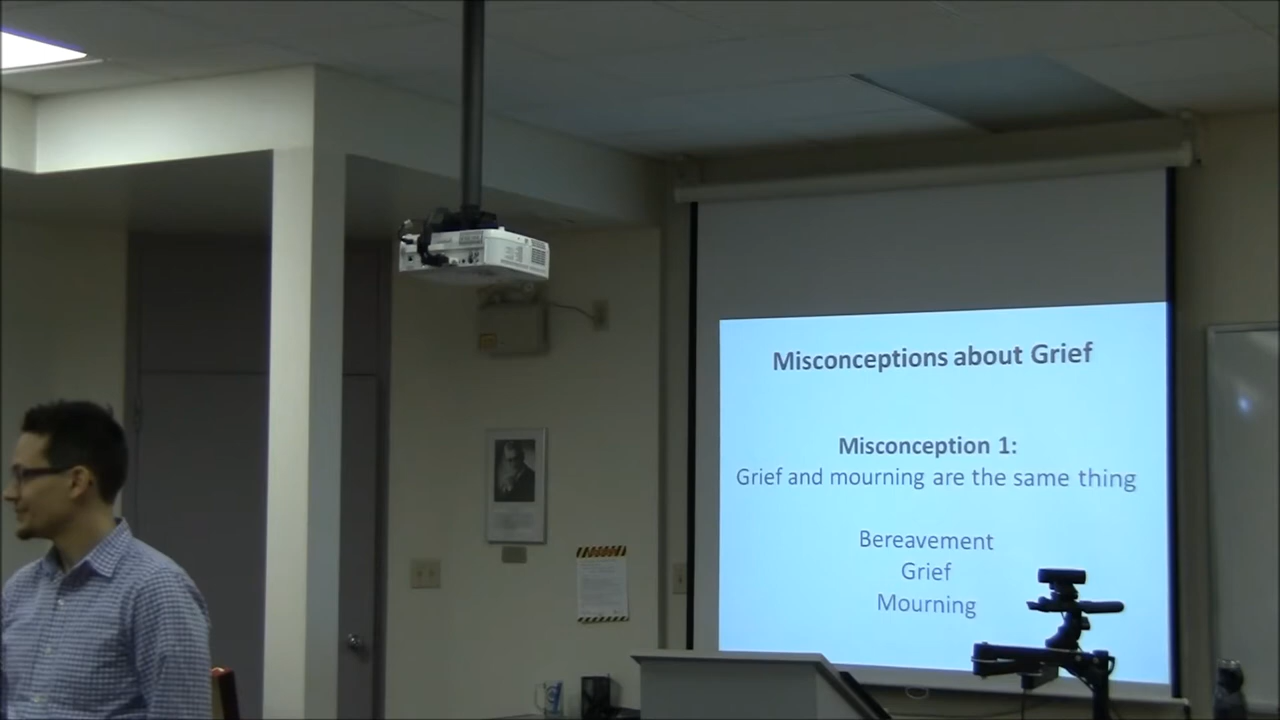 Misconceptions about Grief
Misconception 1:
Grief and mourning are the same thing
Bereavement
Grief
Mourning